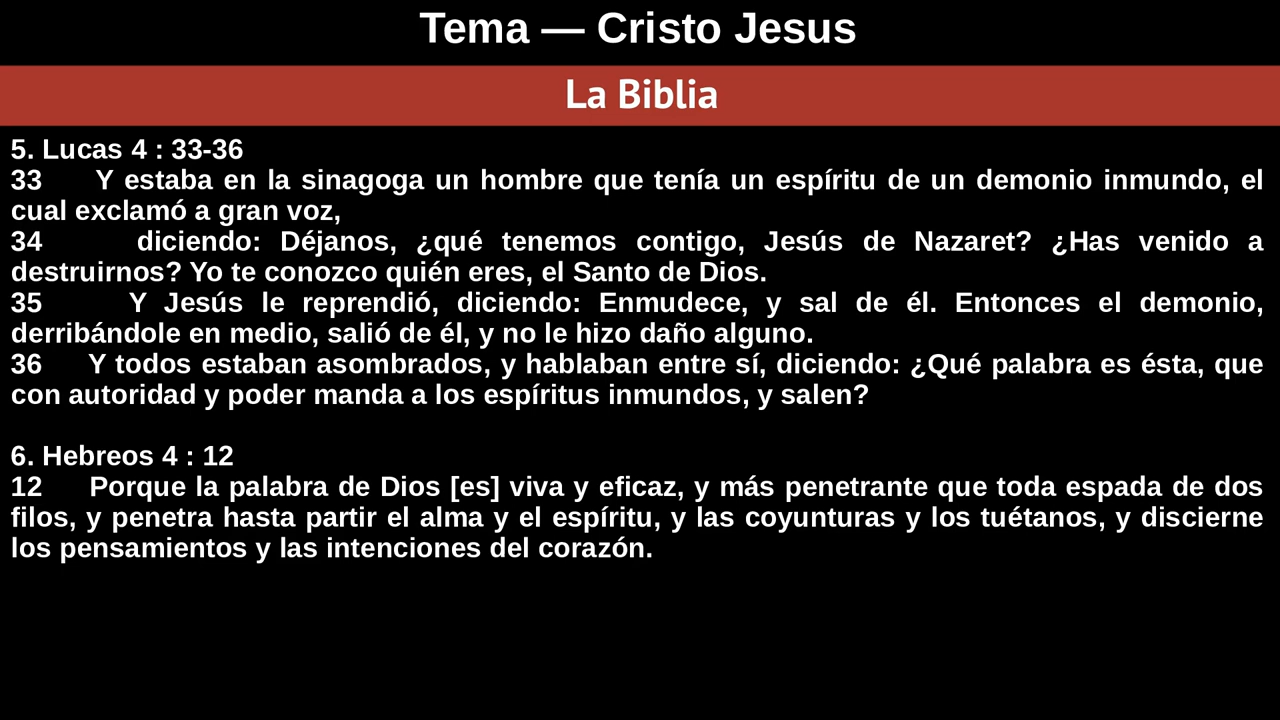 Tema — Cristo Jesus
La Biblia
5. Lucas 4 : 33-36
33 Y estaba en la sinagoga un hombre que tenía un espíritu de un demonio inmundo, el
cual exclamó a gran voz,
34 diciendo: Déjanos, ¿qué tenemos contigo, Jesús de Nazaret? ¿Has venido a
destruirnos? Yo te conozco quién eres, el Santo de Dios.
35 Y Jesús le reprendió, diciendo: Enmudece, y sal de él. Entonces el demonio,
derribándole en medio, salió de él, y no le hizo daño alguno.
36 Y todos estaban asombrados, y hablaban entre sí, diciendo: ¿Qué palabra es ésta, que
con autoridad y poder manda a los espíritus inmundos, y salen?
6. Hebreos 4 : 12
12 Porque la palabra de Dios [es] viva y eficaz, y más penetrante que toda espada de dos
filos, y penetra hasta partir el alma y el espíritu, y las coyunturas y los tuétanos, y discierne
los pensamientos y las intenciones del corazón.